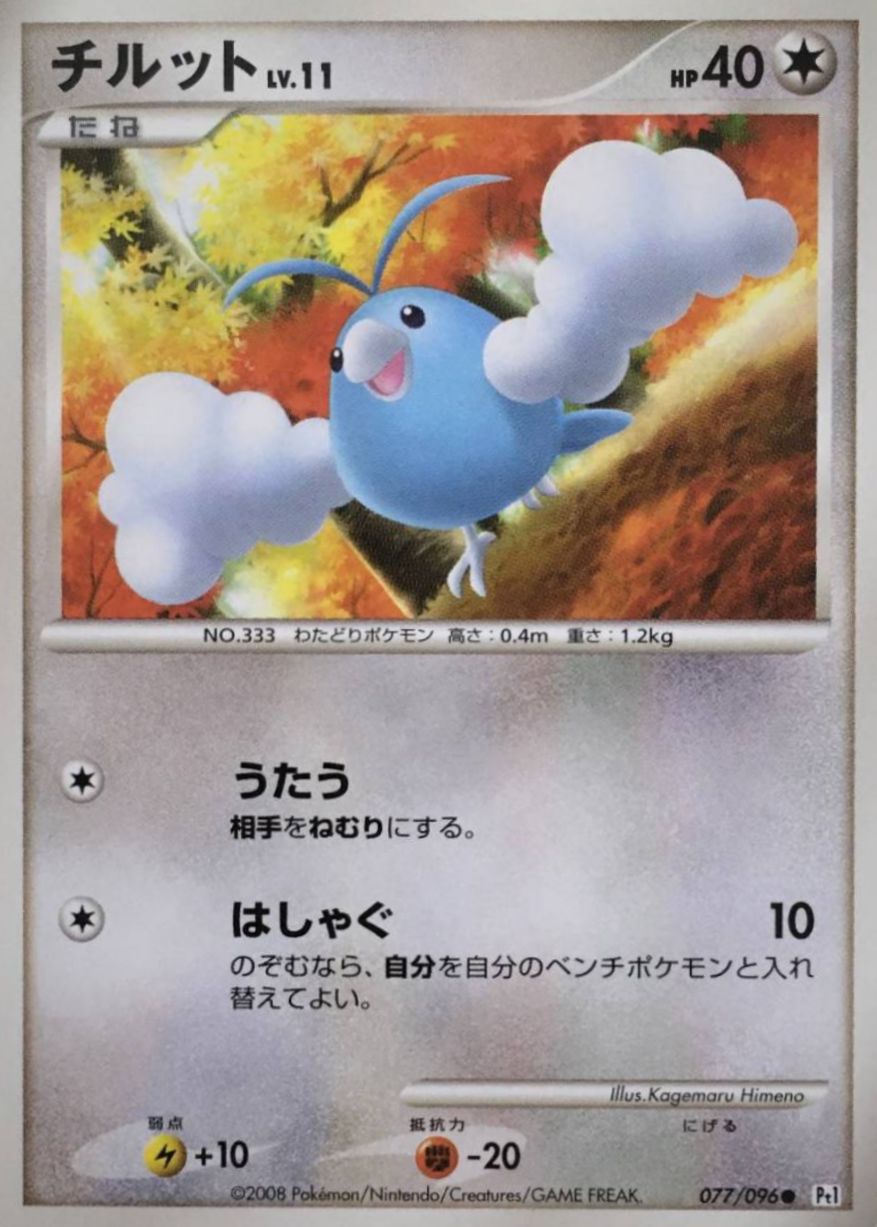 チルット LV.11 HP 40
たね
NO.333 わたどりポケモン 高さ：0.4m 重さ：1.2kg
うたう
相手をねむりにする。
はしゃぐ 10
のぞむなら、自分を自分のベンチポケモンと入れ
替えてよい。
Illus.Kagemaru Himeno
弱点 抵抗力 にげる
+10 −20
©2008 Pokémon/Nintendo/Creatures/GAME FREAK. 077/096● Pt1